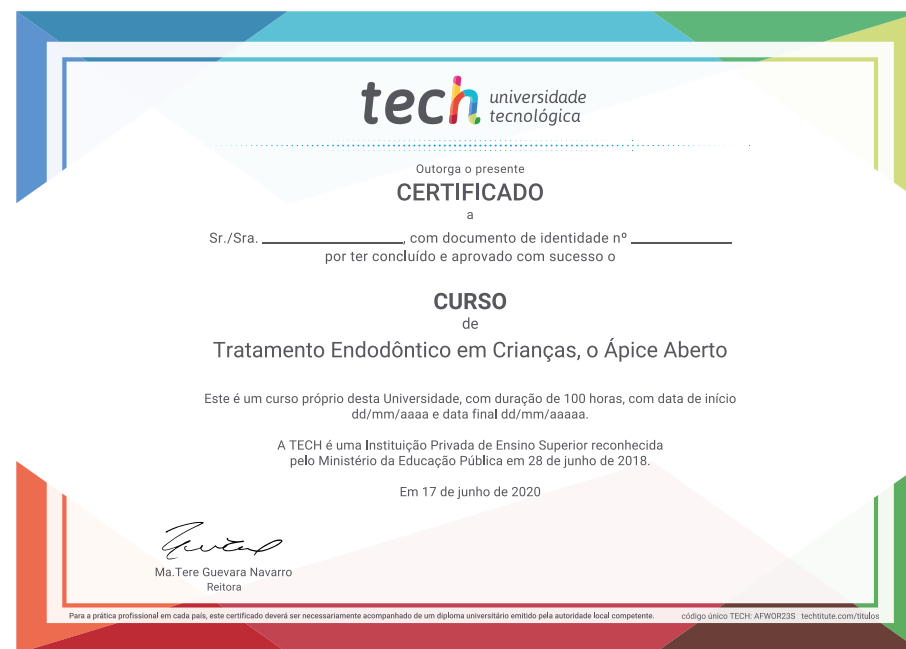 tech universidade
tecnológica
Outorga o presente
CERTIFICADO
a
Sr./Sra. ________________, com documento de identidade nº ____________
por ter concluído e aprovado com sucesso o
CURSO
de
Tratamento Endodôntico em Crianças, o Ápice Aberto
Este é um curso próprio desta Universidade, com duração de 100 horas, com data de início
dd/mm/aaaa e data final dd/mm/aaaaa.
A TECH é uma Instituição Privada de Ensino Superior reconhecida
pelo Ministério da Educação Pública em 28 de junho de 2018.
Em 17 de junho de 2020
Ma.Tere Guevara Navarro
Reitora
Para a prática profissional em cada país, este certificado deverá ser necessariamente acompanhado de um diploma universitário emitido pela autoridade local competente. código único TECH: AFWOR23S techtitute.com/titulos